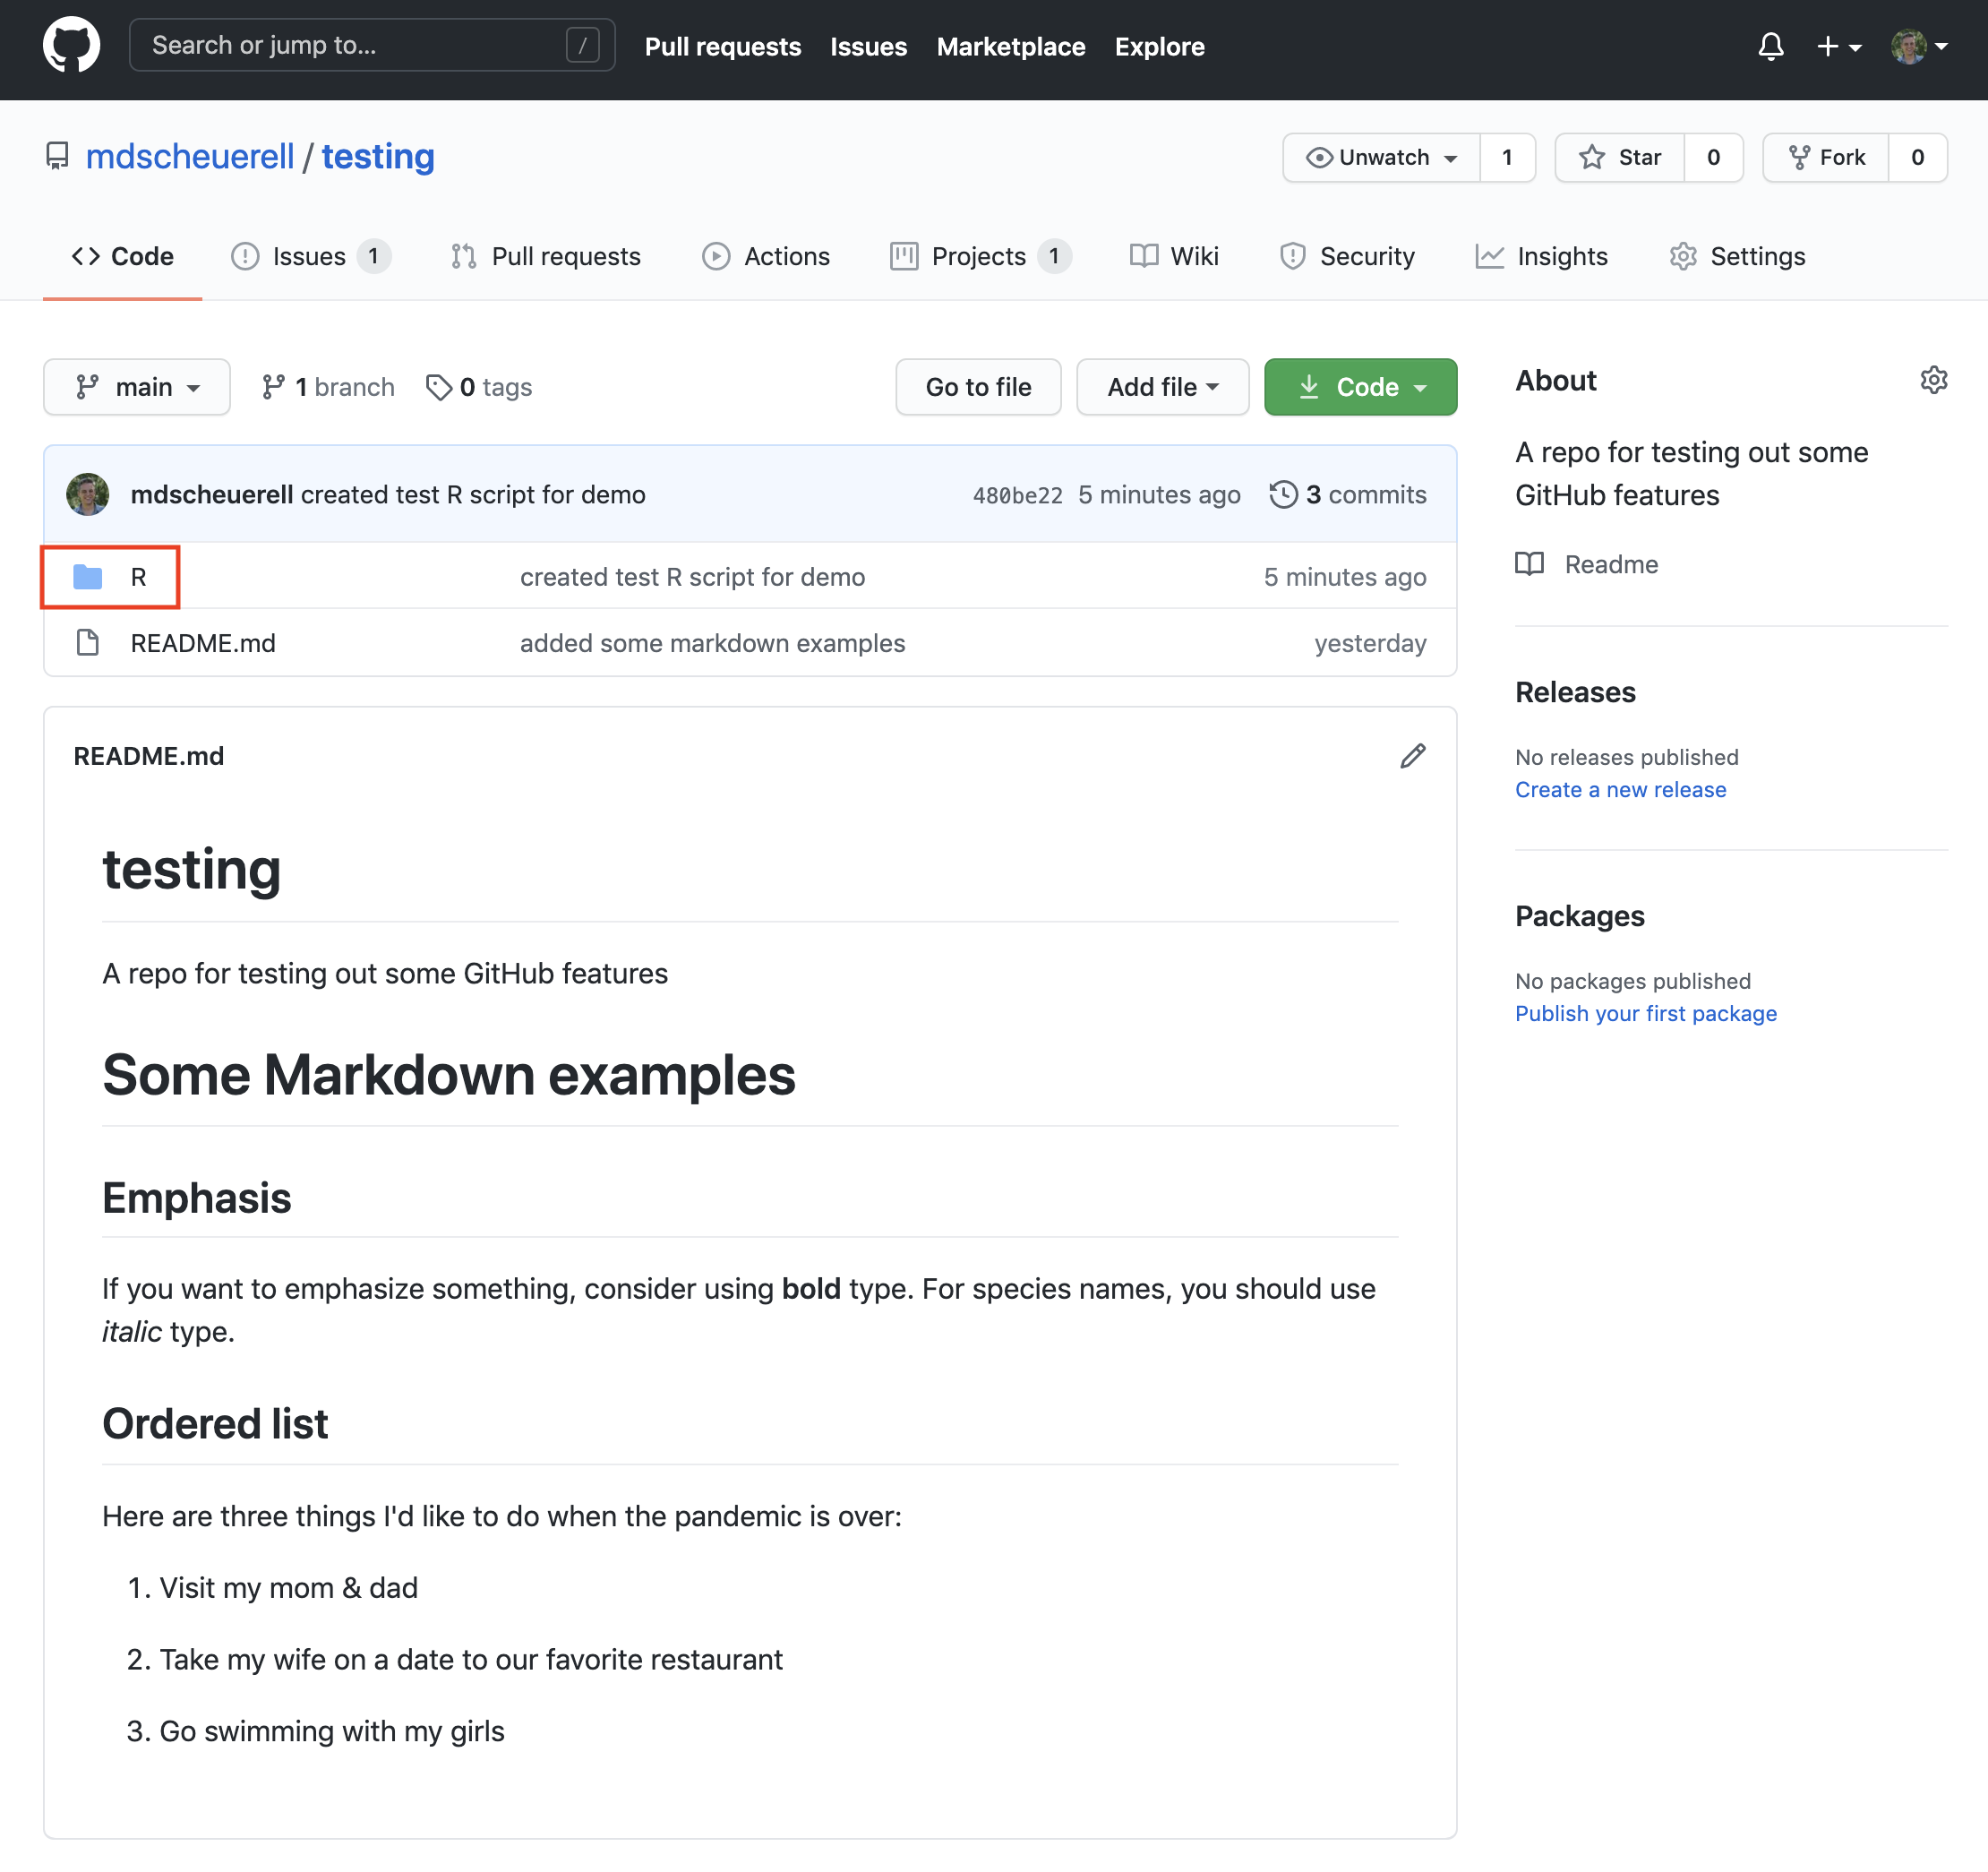 Search or jump to... /
Pull requests Issues Marketplace Explore
mdscheuerell / testing
Unwatch 1 Star 0 Fork 0
Code Issues 1 Pull requests Actions Projects 1 Wiki Security Insights Settings
main 1 branch 0 tags Go to file Add file Code
mdscheuerell created test R script for demo 480be22 5 minutes ago 3 commits
R created test R script for demo 5 minutes ago
README.md added some markdown examples yesterday
README.md
testing
A repo for testing out some GitHub features
Some Markdown examples
Emphasis
If you want to emphasize something, consider using bold type. For species names, you should use
italic type.
Ordered list
Here are three things I'd like to do when the pandemic is over:
1. Visit my mom & dad
2. Take my wife on a date to our favorite restaurant
3. Go swimming with my girls
About
A repo for testing out some
GitHub features
Readme
Releases
No releases published
Create a new release
Packages
No packages published
Publish your first package